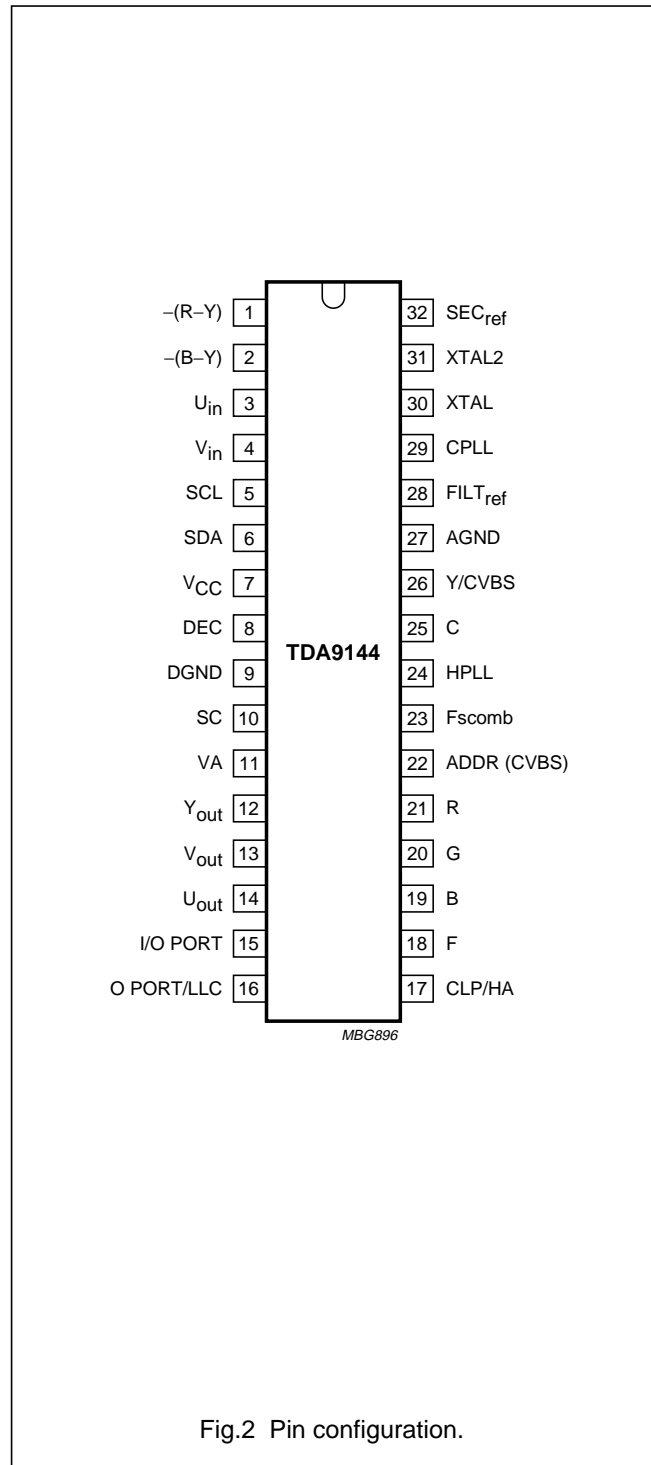 −(R−Y) 1
−(B−Y) 2
Uin 3
Vin 4
SCL 5
SDA 6
VCC 7
DEC 8
DGND 9
SC 10
VA 11
Yout 12
Vout 13
Uout 14
I/O PORT 15
O PORT/LLC 16
TDA9144
32 SECref
31 XTAL2
30 XTAL
29 CPLL
28 FILTref
27 AGND
26 Y/CVBS
25 C
24 HPLL
23 Fscomb
22 ADDR (CVBS)
21 R
20 G
19 B
18 F
17 CLP/HA
MBG896
Fig.2 Pin configuration.